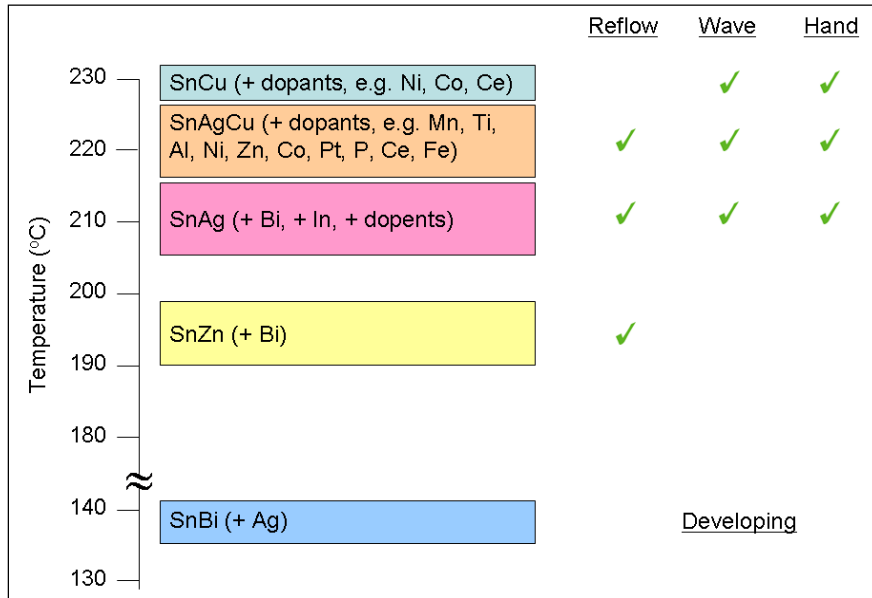 Reflow Wave Hand
230
SnCu (+ dopants, e.g. Ni, Co, Ce)
✓ ✓
SnAgCu (+ dopants, e.g. Mn, Ti,
220
Al, Ni, Zn, Co, Pt, P, Ce, Fe)
✓ ✓ ✓
210
SnAg (+ Bi, + In, + dopents)
✓ ✓ ✓
Temperature (°C)
200
SnZn (+ Bi)
✓
190
180
140
SnBi (+ Ag)
Developing
130